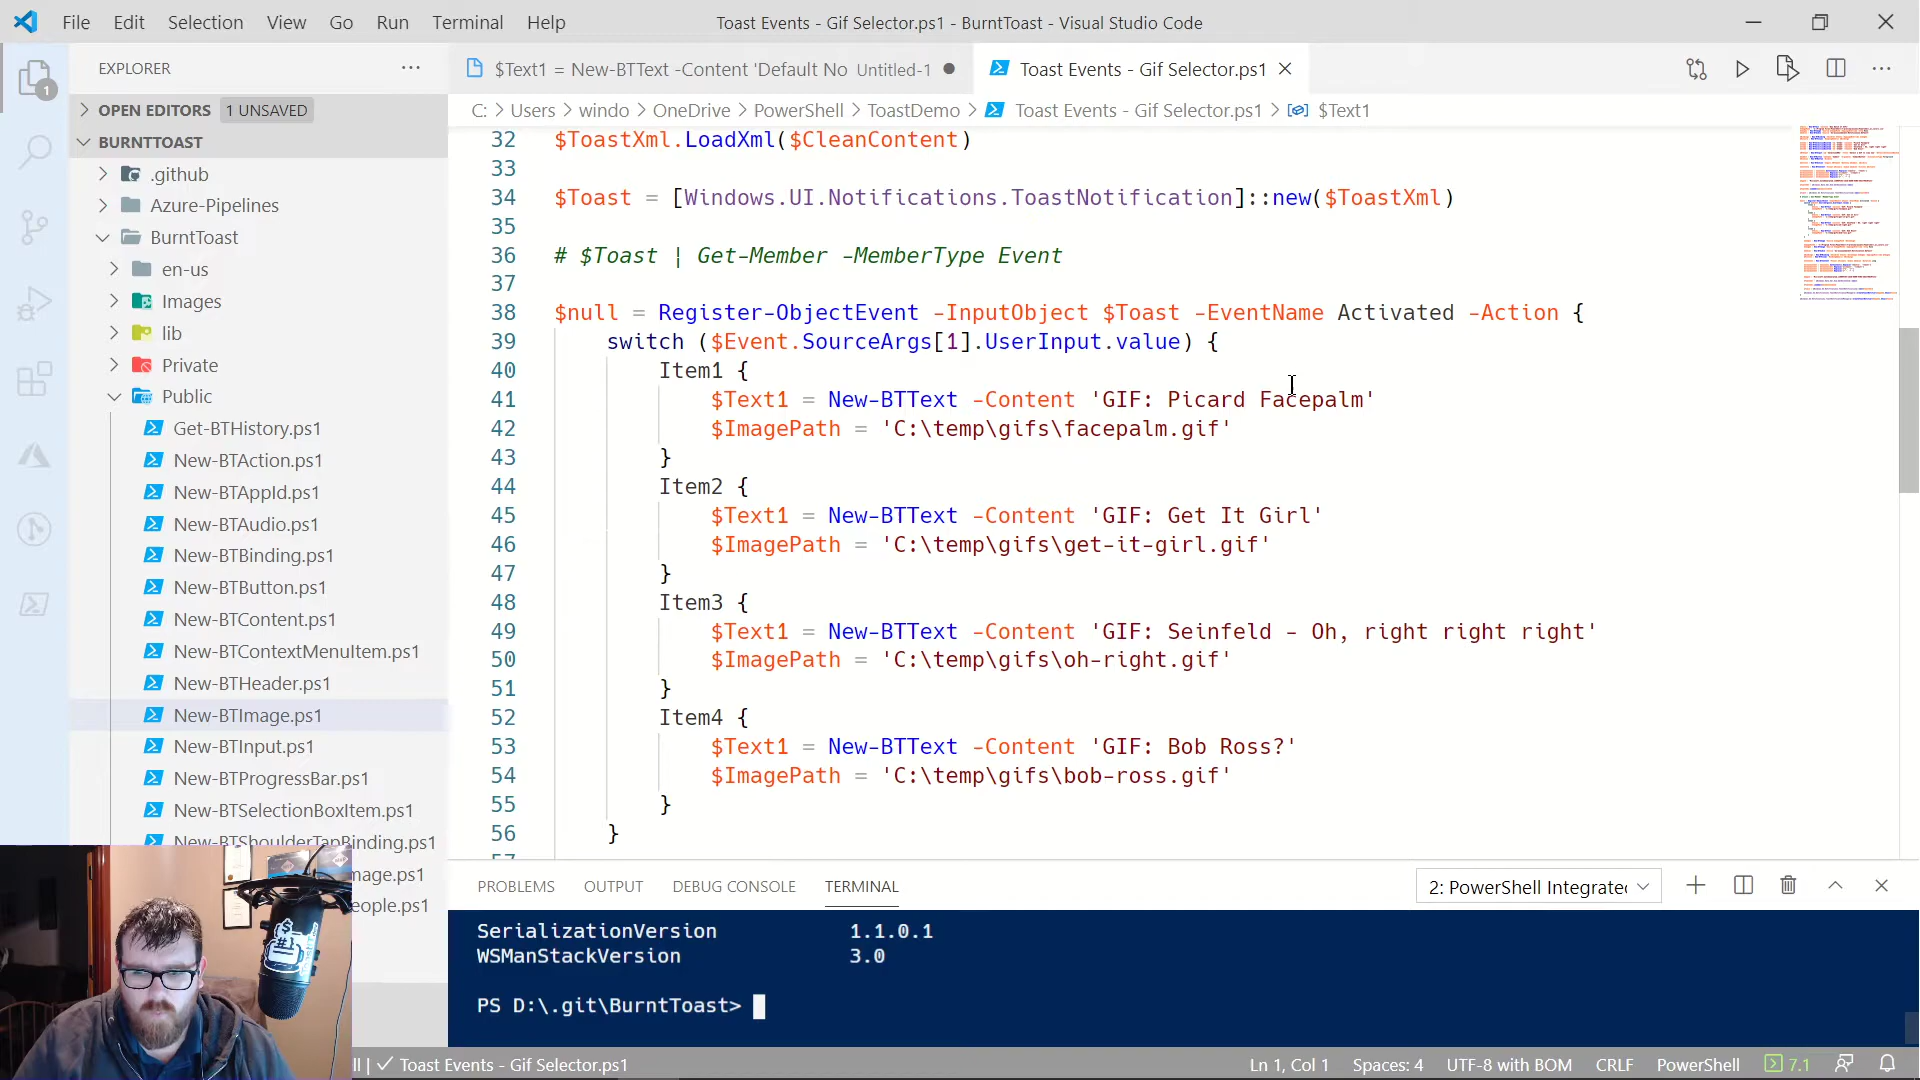 File Edit Selection View Go Run Terminal Help
Toast Events - Gif Selector.ps1 - BurntToast - Visual Studio Code
EXPLORER
1
OPEN EDITORS 1 UNSAVED
BURNTTOAST
.github
Azure-Pipelines
BurntToast
en-us
Images
lib
Private
Public
Get-BTHistory.ps1
New-BTAction.ps1
New-BTAppId.ps1
New-BTAudio.ps1
New-BTBinding.ps1
New-BTButton.ps1
New-BTContent.ps1
New-BTContextMenuItem.ps1
New-BTHeader.ps1
New-BTImage.ps1
New-BTInput.ps1
New-BTProgressBar.ps1
New-BTSelectionBoxItem.ps1
New-BTShoulderTapBinding.ps1
mage.ps1
eople.ps1
$Text1 = New-BTText -Content 'Default No Untitled-1
Toast Events - Gif Selector.ps1
C: > Users > windo > OneDrive > PowerShell > ToastDemo > Toast Events - Gif Selector.ps1 > $Text1
32 $ToastXml.LoadXml($CleanContent)
33
34 $Toast = [Windows.UI.Notifications.ToastNotification]::new($ToastXml)
35
36 # $Toast | Get-Member -MemberType Event
37
38 $null = Register-ObjectEvent -InputObject $Toast -EventName Activated -Action {
39 switch ($Event.SourceArgs[1].UserInput.value) {
40 Item1 {
41 $Text1 = New-BTText -Content 'GIF: Picard Facepalm'
42 $ImagePath = 'C:\temp\gifs\facepalm.gif'
43 }
44 Item2 {
45 $Text1 = New-BTText -Content 'GIF: Get It Girl'
46 $ImagePath = 'C:\temp\gifs\get-it-girl.gif'
47 }
48 Item3 {
49 $Text1 = New-BTText -Content 'GIF: Seinfeld - Oh, right right right'
50 $ImagePath = 'C:\temp\gifs\oh-right.gif'
51 }
52 Item4 {
53 $Text1 = New-BTText -Content 'GIF: Bob Ross?'
54 $ImagePath = 'C:\temp\gifs\bob-ross.gif'
55 }
56 }
PROBLEMS OUTPUT DEBUG CONSOLE TERMINAL
2: PowerShell Integrate
SerializationVersion 1.1.0.1
WSManStackVersion 3.0
PS D:\.git\BurntToast>
Toast Events - Gif Selector.ps1
Ln 1, Col 1 Spaces: 4 UTF-8 with BOM CRLF PowerShell 7.1